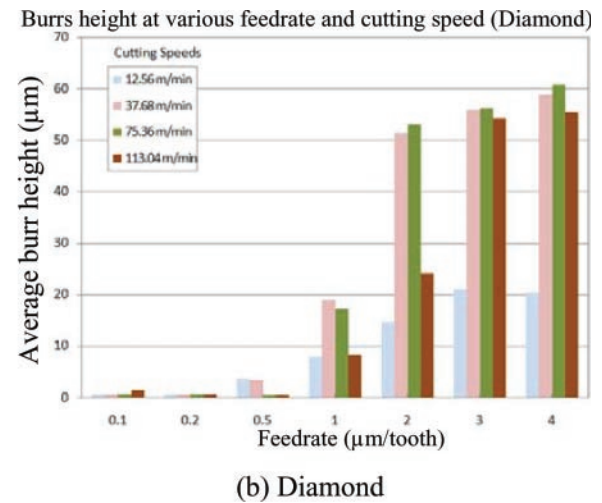 Burrs height at various feedrate and cutting speed (Diamond)
70
60
50
40
30
20
10
0
Average burr height (µm)
Cutting Speeds
12.56 m/min
37.68 m/min
75.36 m/min
113.04 m/min
0.1 0.2 0.5 1 2 3 4
Feedrate (µm/tooth)
(b) Diamond